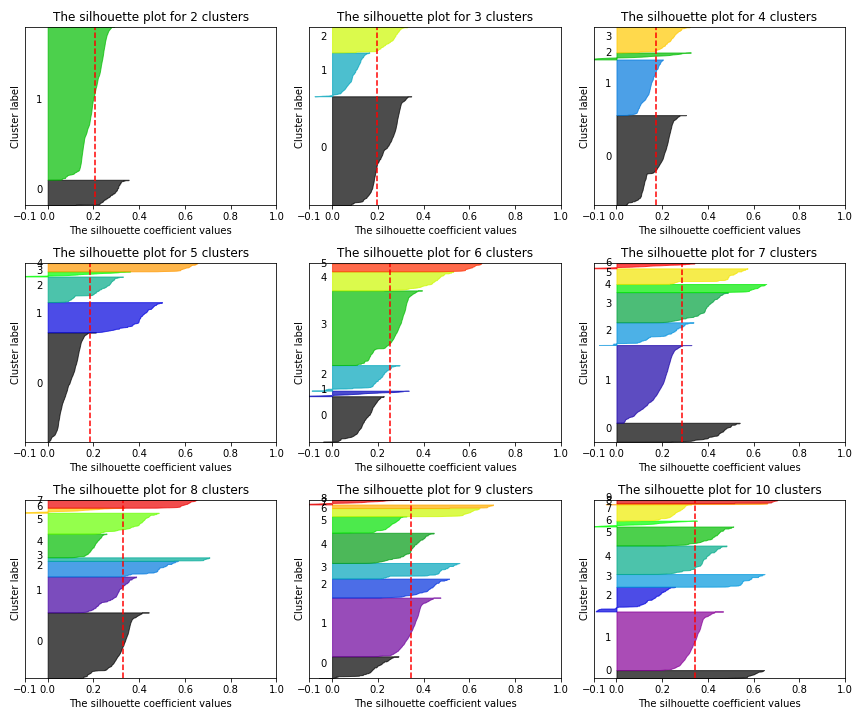 The silhouette plot for 2 clusters
Cluster label
1
0
−0.1 0.0 0.2 0.4 0.6 0.8 1.0
The silhouette coefficient values
The silhouette plot for 3 clusters
Cluster label
2
1
0
−0.1 0.0 0.2 0.4 0.6 0.8 1.0
The silhouette coefficient values
The silhouette plot for 4 clusters
Cluster label
3
2
1
0
−0.1 0.0 0.2 0.4 0.6 0.8 1.0
The silhouette coefficient values
The silhouette plot for 5 clusters
Cluster label
4
3
2
1
0
−0.1 0.0 0.2 0.4 0.6 0.8 1.0
The silhouette coefficient values
The silhouette plot for 6 clusters
Cluster label
5
4
3
2
1
0
−0.1 0.0 0.2 0.4 0.6 0.8 1.0
The silhouette coefficient values
The silhouette plot for 7 clusters
Cluster label
6
5
4
3
2
1
0
−0.1 0.0 0.2 0.4 0.6 0.8 1.0
The silhouette coefficient values
The silhouette plot for 8 clusters
Cluster label
7
6
5
4
3
2
1
0
−0.1 0.0 0.2 0.4 0.6 0.8 1.0
The silhouette coefficient values
The silhouette plot for 9 clusters
Cluster label
8
6
5
4
3
2
1
0
−0.1 0.0 0.2 0.4 0.6 0.8 1.0
The silhouette coefficient values
The silhouette plot for 10 clusters
Cluster label
9
7
6
5
4
3
2
1
0
−0.1 0.0 0.2 0.4 0.6 0.8 1.0
The silhouette coefficient values